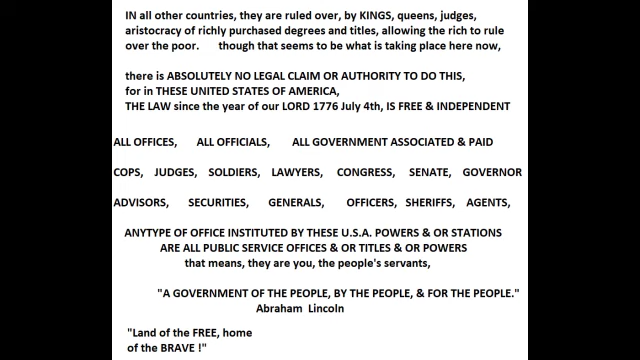 IN all other countries, they are ruled over, by KINGS, queens, judges,
aristocracy of richly purchased degrees and titles, allowing the rich to rule
over the poor. though that seems to be what is taking place here now,
there is ABSOLUTELY NO LEGAL CLAIM OR AUTHORITY TO DO THIS,
for in THESE UNITED STATES OF AMERICA,
THE LAW since the year of our LORD 1776 July 4th, IS FREE & INDEPENDENT
ALL OFFICES, ALL OFFICIALS, ALL GOVERNMENT ASSOCIATED & PAID
COPS, JUDGES, SOLDIERS, LAWYERS, CONGRESS, SENATE, GOVERNOR
ADVISORS, SECURITIES, GENERALS, OFFICERS, SHERIFFS, AGENTS,
ANYTYPE OF OFFICE INSTITUTED BY THESE U.S.A. POWERS & OR STATIONS
ARE ALL PUBLIC SERVICE OFFICES & OR TITLES & OR POWERS
that means, they are you, the people's servants,
"A GOVERNMENT OF THE PEOPLE, BY THE PEOPLE, & FOR THE PEOPLE."
Abraham Lincoln
"Land of the FREE, home
of the BRAVE !"